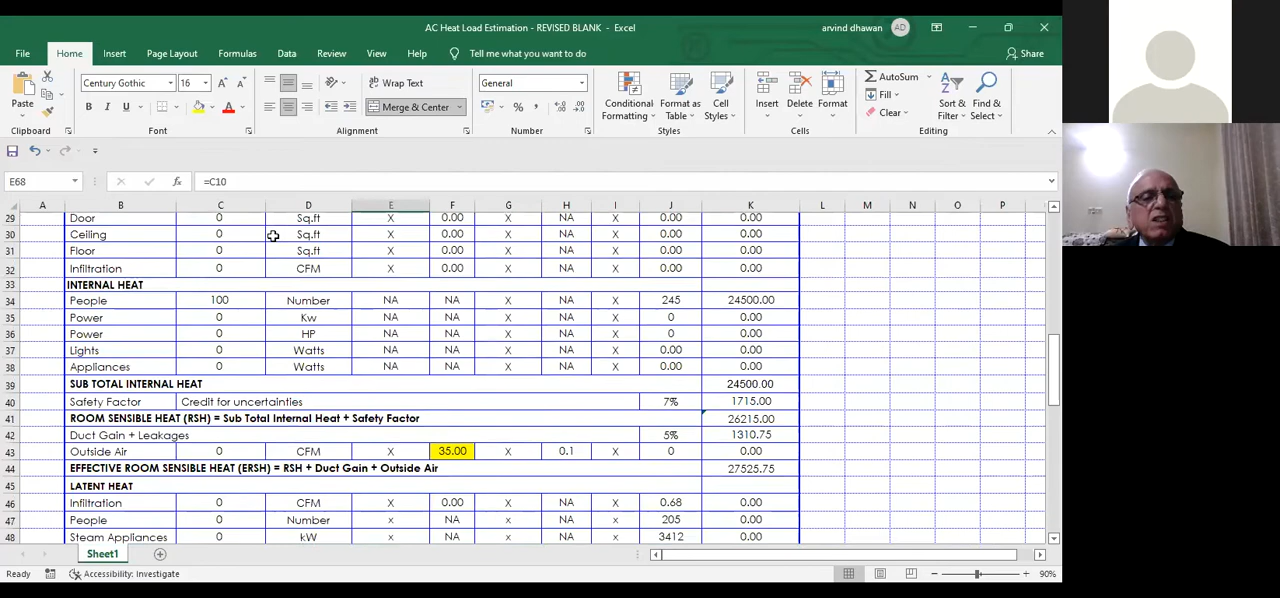 AC Heat Load Estimation - REVISED BLANK - Excel
arvind dhawan AD
File Home Insert Page Layout Formulas Data Review View Help Tell me what you want to do Share
Paste Century Gothic 16 A A Wrap Text General Conditional Formatting Format as Table Cell Styles Insert Delete Format AutoSum Fill Clear Sort & Filter Find & Select
B I U A Merge & Center % ,
Clipboard Font Alignment Number Styles Cells Editing
E68 fx =C10
A B C D E F G H I J K L M N O P
29 Door 0 Sq.ft X 0.00 X NA X 0.00 0.00
30 Ceiling 0 Sq.ft X 0.00 X NA X 0.00 0.00
31 Floor 0 Sq.ft X 0.00 X NA X 0.00 0.00
32 Infiltration 0 CFM X 0.00 X NA X 0.00 0.00
33 INTERNAL HEAT
34 People 100 Number NA NA X NA X 245 24500.00
35 Power 0 Kw NA NA X NA X 0 0.00
36 Power 0 HP NA NA X NA X 0 0.00
37 Lights 0 Watts NA NA X NA X 0.00 0.00
38 Appliances 0 Watts NA NA X NA X 0.00 0.00
39 SUB TOTAL INTERNAL HEAT 24500.00
40 Safety Factor Credit for uncertainties 7% 1715.00
41 ROOM SENSIBLE HEAT (RSH) = Sub Total Internal Heat + Safety Factor 26215.00
42 Duct Gain + Leakages 5% 1310.75
43 Outside Air 0 CFM X 35.00 X 0.1 X 0 0.00
44 EFFECTIVE ROOM SENSIBLE HEAT (ERSH) = RSH + Duct Gain + Outside Air 27525.75
45 LATENT HEAT
46 Infiltration 0 CFM X 0.00 X NA X 0.68 0.00
47 People 0 Number x NA x NA x 205 0.00
48 Steam Appliances 0 kW x NA x NA x 3412 0.00
Sheet1
Ready Accessibility: Investigate 90%